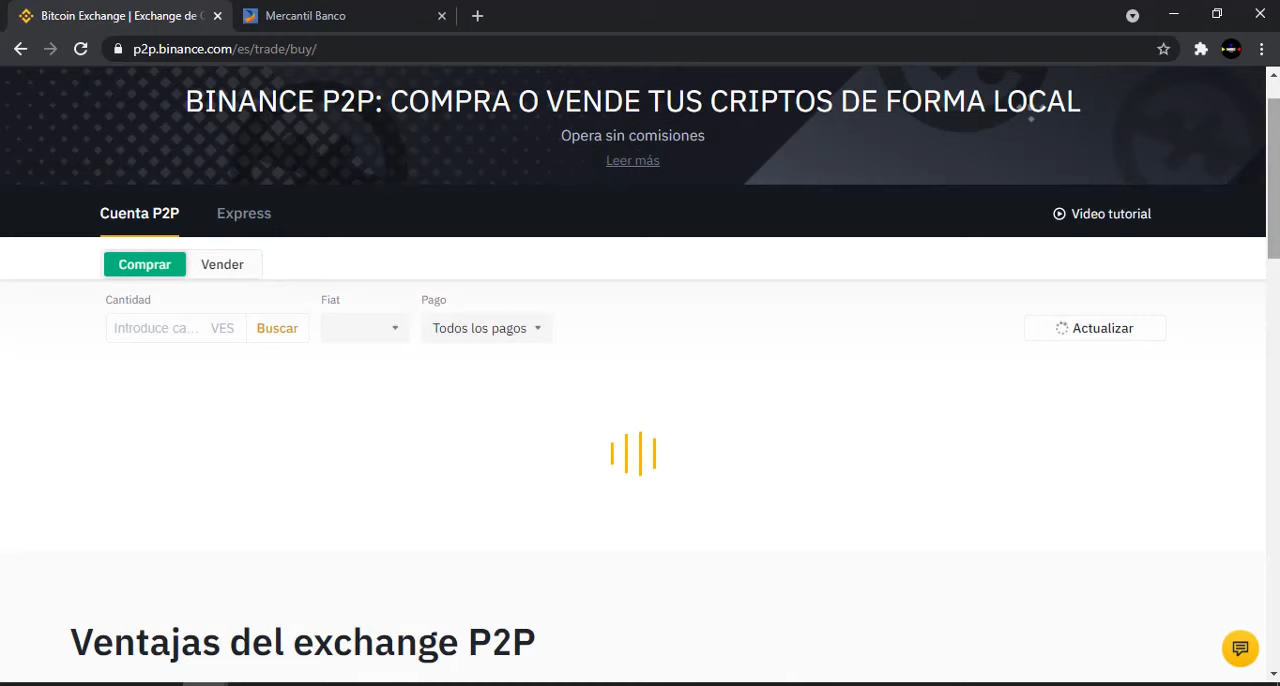 Bitcoin Exchange | Exchange de C
Mercantil Banco
p2p.binance.com/es/trade/buy/
BINANCE P2P: COMPRA O VENDE TUS CRIPTOS DE FORMA LOCAL
Opera sin comisiones
Leer más
Cuenta P2P Express Video tutorial
Comprar Vender
Cantidad Fiat Pago
Introduce ca... VES Buscar Todos los pagos Actualizar
Ventajas del exchange P2P